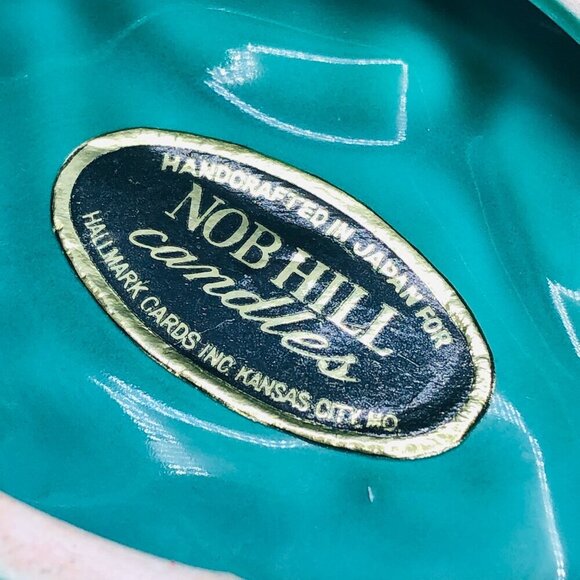 HANDCRAFTED IN JAPAN FOR
NOB HILL
candles
HALLMARK CARDS INC KANSAS CITY, MO.